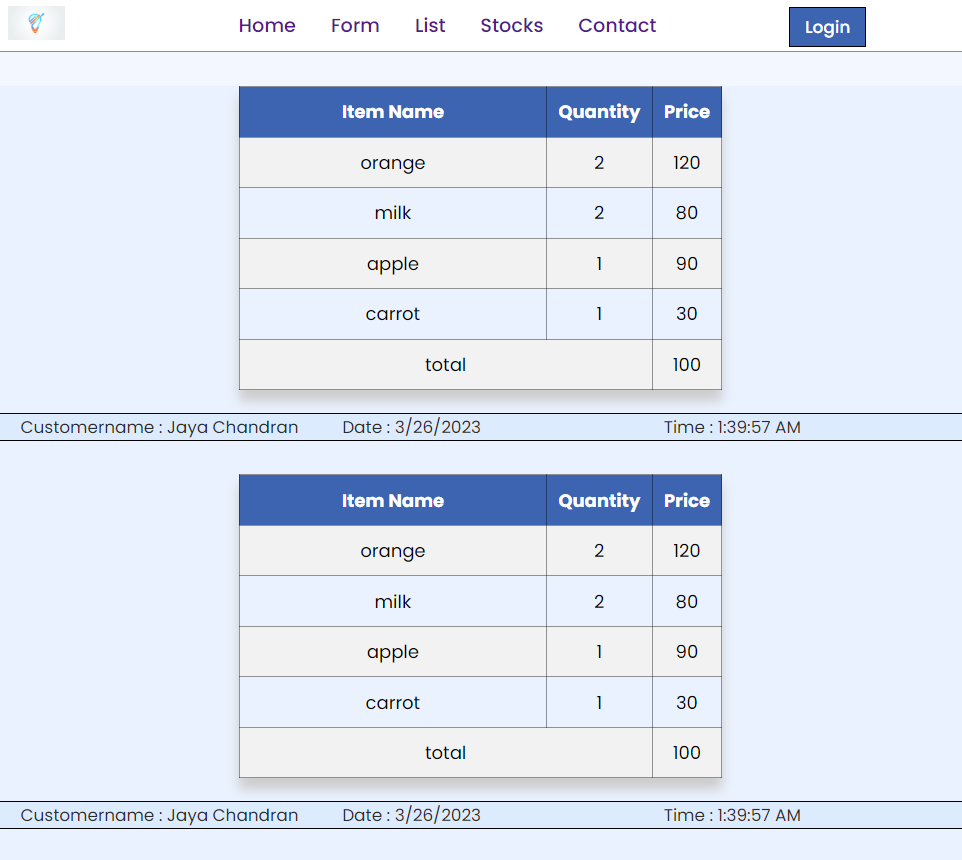 Home Form List Stocks Contact Login
Item Name Quantity Price
orange 2 120
milk 2 80
apple 1 90
carrot 1 30
total 100
Customername : Jaya Chandran Date : 3/26/2023 Time : 1:39:57 AM
Item Name Quantity Price
orange 2 120
milk 2 80
apple 1 90
carrot 1 30
total 100
Customername : Jaya Chandran Date : 3/26/2023 Time : 1:39:57 AM